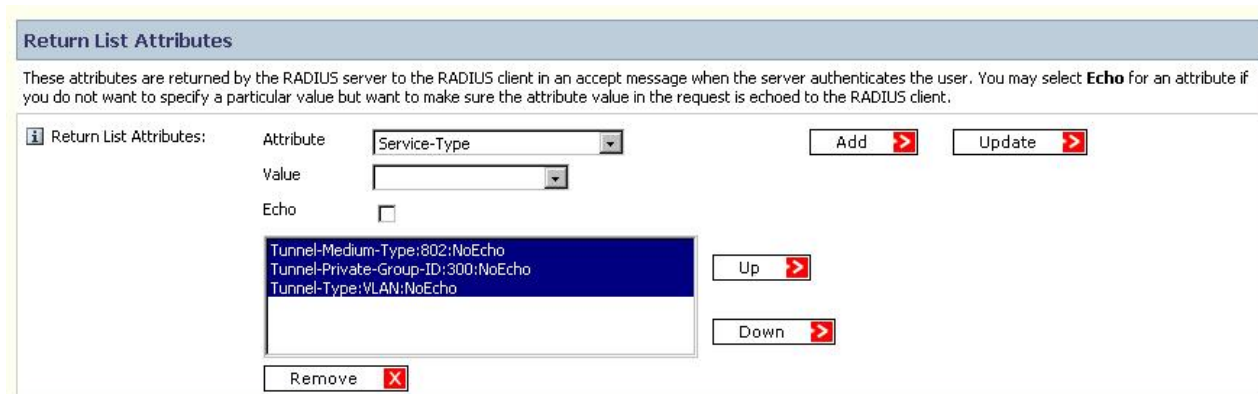 Return List Attributes
These attributes are returned by the RADIUS server to the RADIUS client in an accept message when the server authenticates the user. You may select Echo for an attribute if
you do not want to specify a particular value but want to make sure the attribute value in the request is echoed to the RADIUS client.
i Return List Attributes: Attribute Service-Type Add Update
Value
Echo
Tunnel-Medium-Type:802:NoEcho
Tunnel-Private-Group-ID:300:NoEcho
Tunnel-Type:VLAN:NoEcho
Up
Down
Remove X